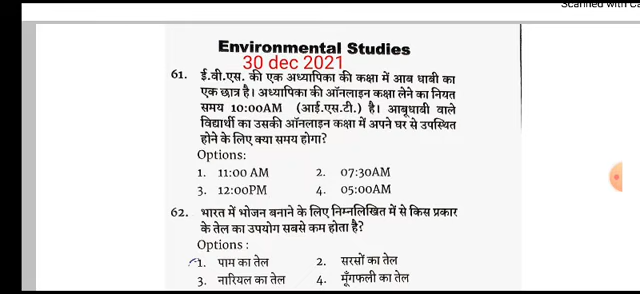 Scanned with Ca
Environmental Studies
30 dec 2021
61. ई.वी.एस. की एक अध्यापिका की कक्षा में आब धाबी का
एक छात्र है। अध्यापिका की ऑनलाइन कक्षा लेने का नियत
समय 10:00AM (आई.एस.टी.) है। आबूधाबी वाले
विद्यार्थी का उसकी ऑनलाइन कक्षा में अपने घर से उपस्थित
होने के लिए क्या समय होगा?
Options:
1. 11:00 AM 2. 07:30AM
3. 12:00PM 4. 05:00AM
62. भारत में भोजन बनाने के लिए निम्नलिखित में से किस प्रकार
के तेल का उपयोग सबसे कम होता है?
Options :
1. पाम का तेल 2. सरसों का तेल
3. नारियल का तेल 4. मूँगफली का तेल